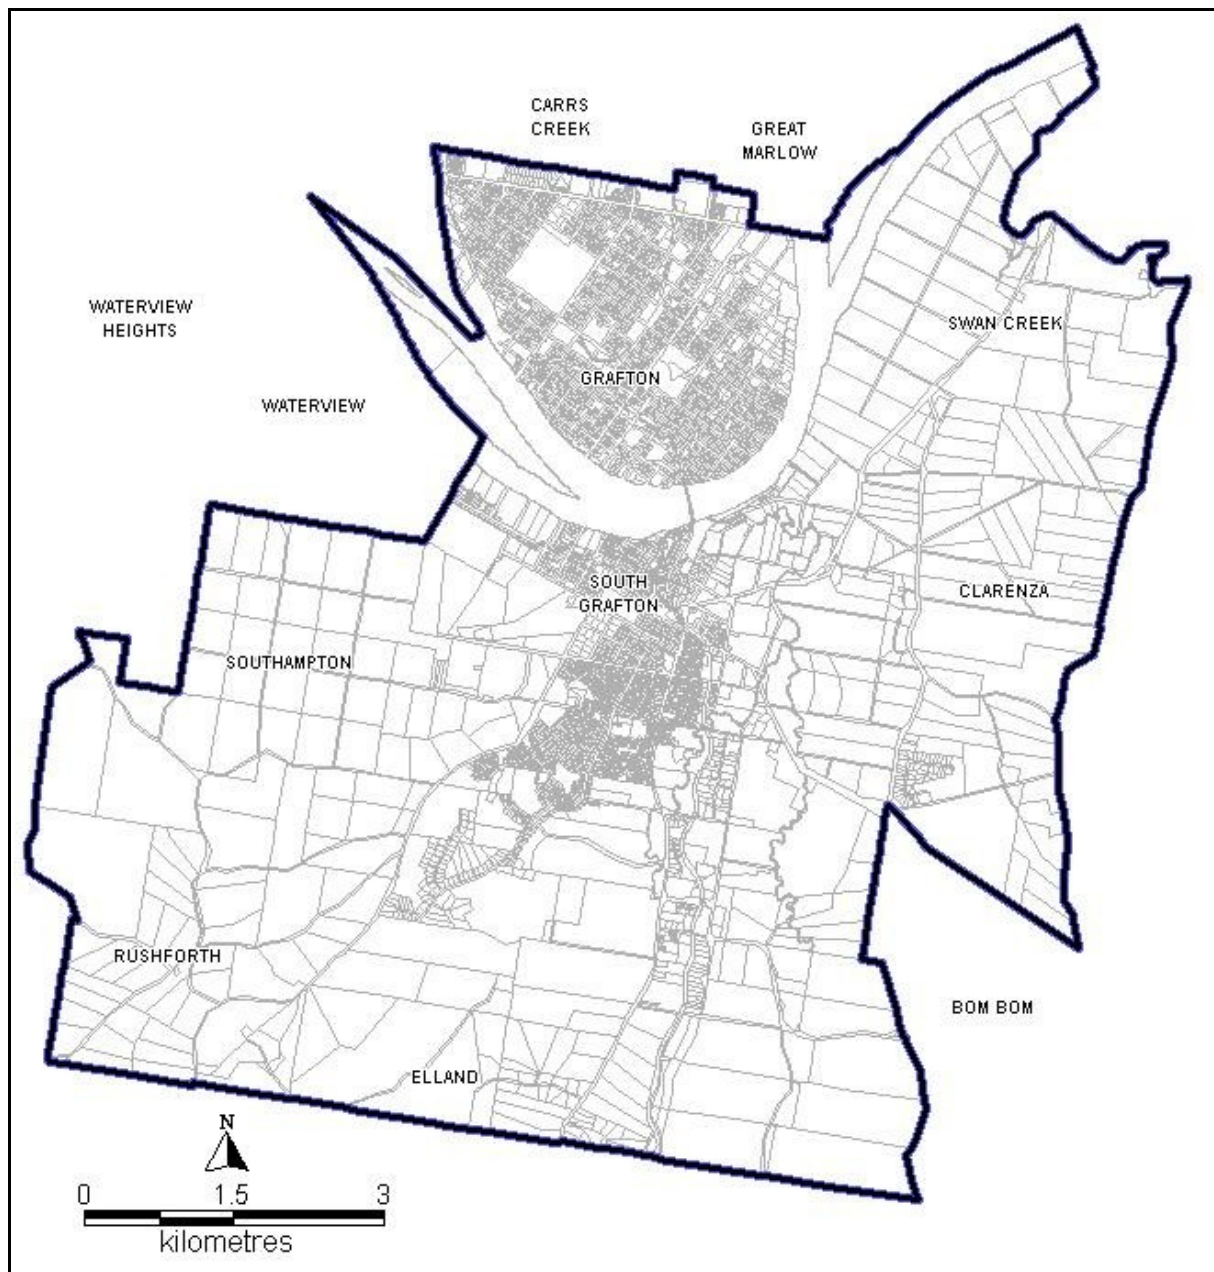 CARRS
CREEK
GREAT
MARLOW
WATERVIEW
HEIGHTS
SWAN CREEK
GRAFTON
WATERVIEW
SOUTH
GRAFTON
CLARENZA
SOUTHAMPTON
RUSHFORTH
BOM BOM
ELLAND
N
0 1.5 3
kilometres